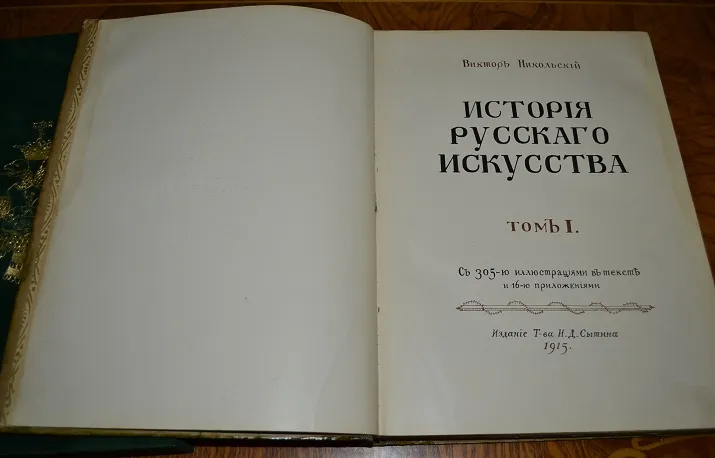 Викторъ Никольскій
ИСТОРІЯ
РУССКАГО
ИСКУССТВА
ТОМЪ I.
Съ 305-ю иллюстраціями въ текстѣ
и 16-ю приложеніями
Изданіе Т-ва И.Д.Сытина
1915.